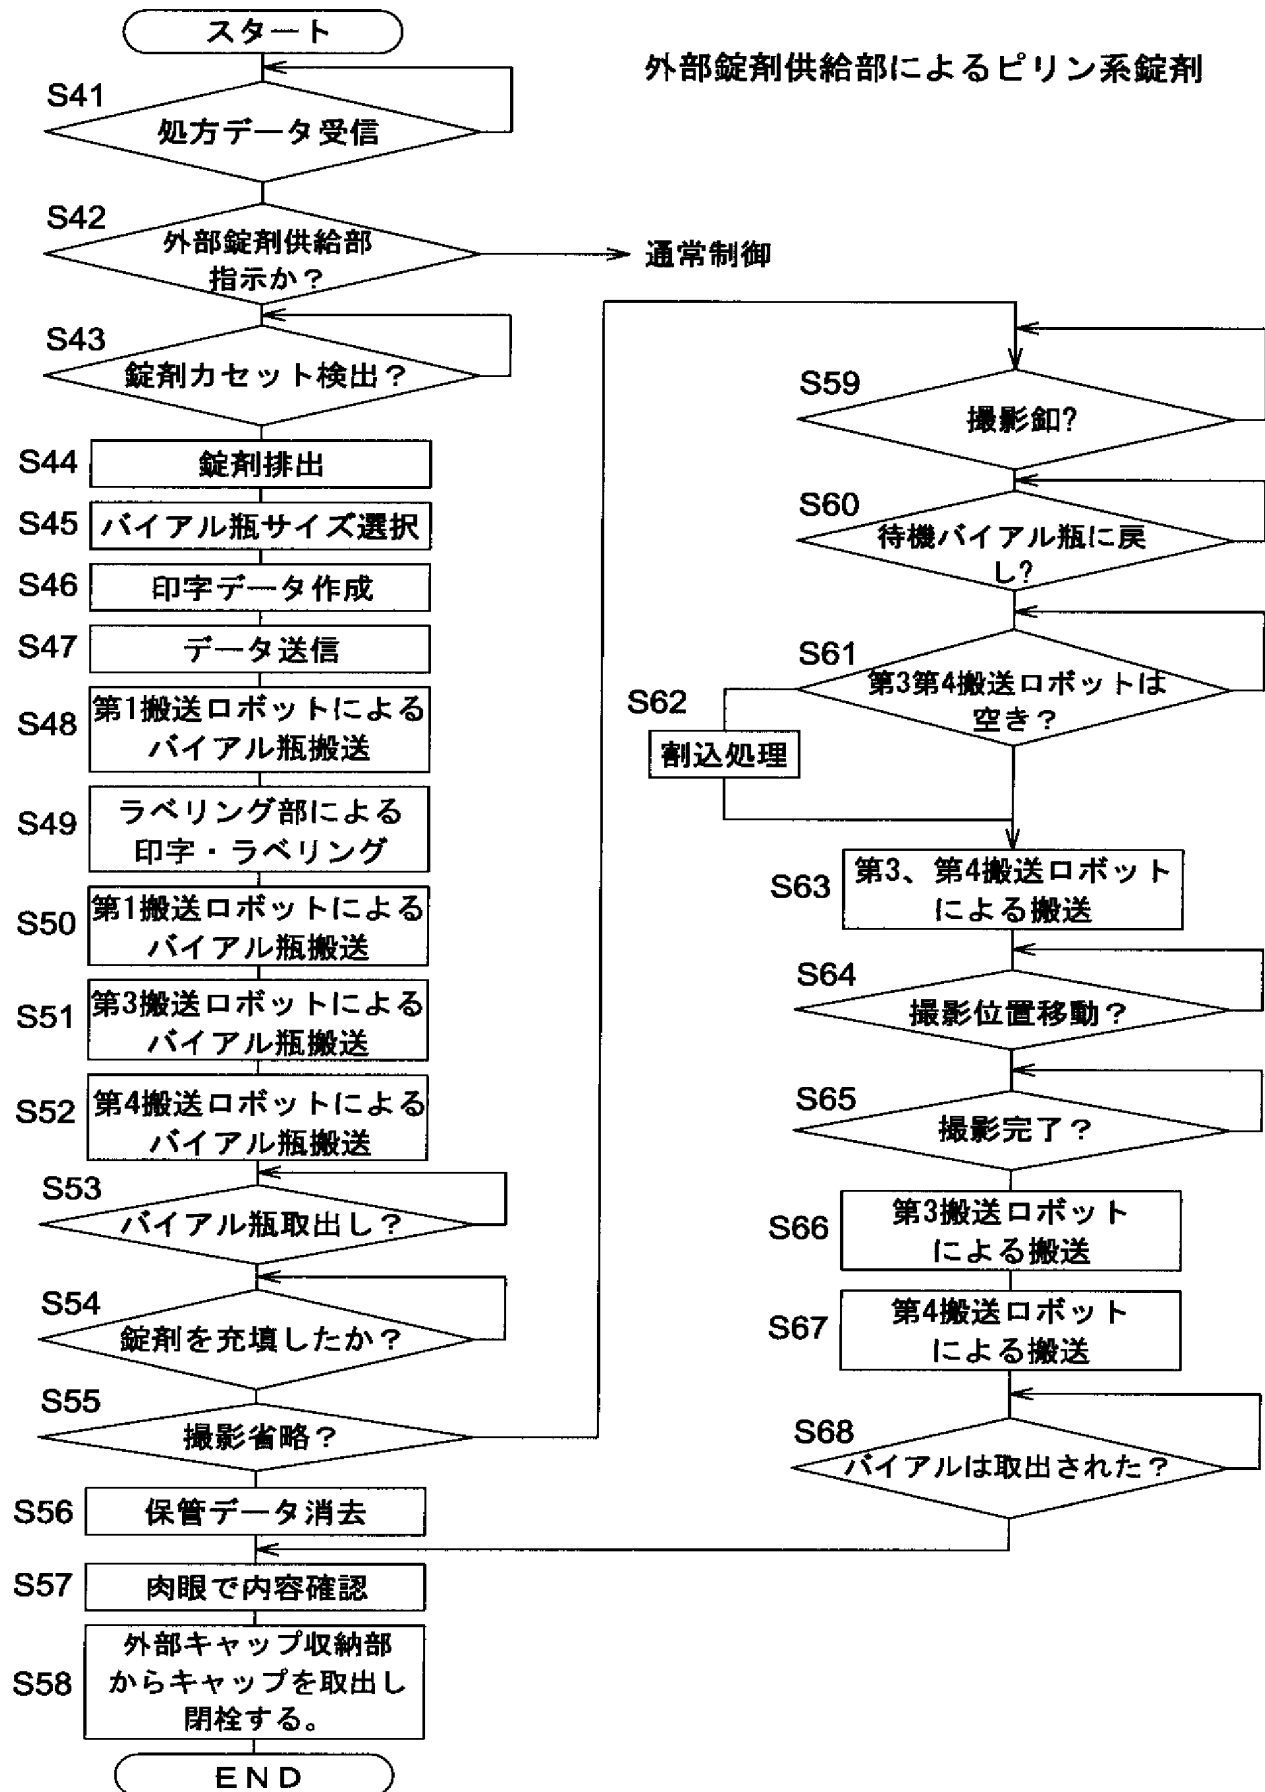 スタート
外部錠剤供給部によるピリン系錠剤
S41
処方データ受信
S42
外部錠剤供給部
指示か？
通常制御
S43
錠剤カセット検出？
S44
錠剤排出
S45
バイアル瓶サイズ選択
S46
印字データ作成
S47
データ送信
S48
第1搬送ロボットによる
バイアル瓶搬送
S49
ラベリング部による
印字・ラベリング
S50
第1搬送ロボットによる
バイアル瓶搬送
S51
第3搬送ロボットによる
バイアル瓶搬送
S52
第4搬送ロボットによる
バイアル瓶搬送
S53
バイアル瓶取出し？
S54
錠剤を充填したか？
S55
撮影省略？
S56
保管データ消去
S57
肉眼で内容確認
S58
外部キャップ収納部
からキャップを取出し
閉栓する。
END
S59
撮影釦?
S60
待機バイアル瓶に戻
し?
S61
第3第4搬送ロボットは
空き？
S62
割込処理
S63
第3、第4搬送ロボット
による搬送
S64
撮影位置移動？
S65
撮影完了？
S66
第3搬送ロボット
による搬送
S67
第4搬送ロボット
による搬送
S68
バイアルは取出された？